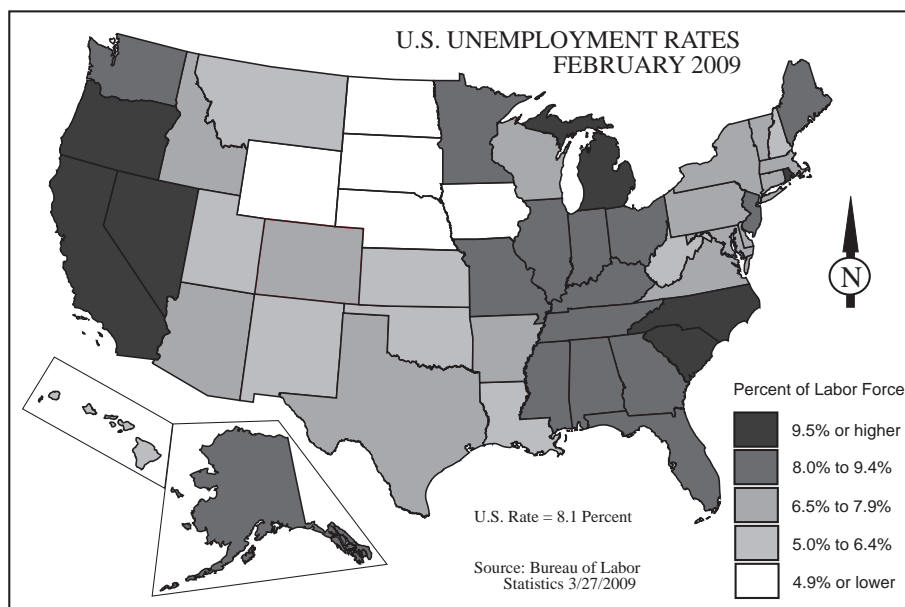 U.S. UNEMPLOYMENT RATES
FEBRUARY 2009
N
Percent of Labor Force
9.5% or higher
8.0% to 9.4%
6.5% to 7.9%
5.0% to 6.4%
4.9% or lower
U.S. Rate = 8.1 Percent
Source: Bureau of Labor
Statistics 3/27/2009